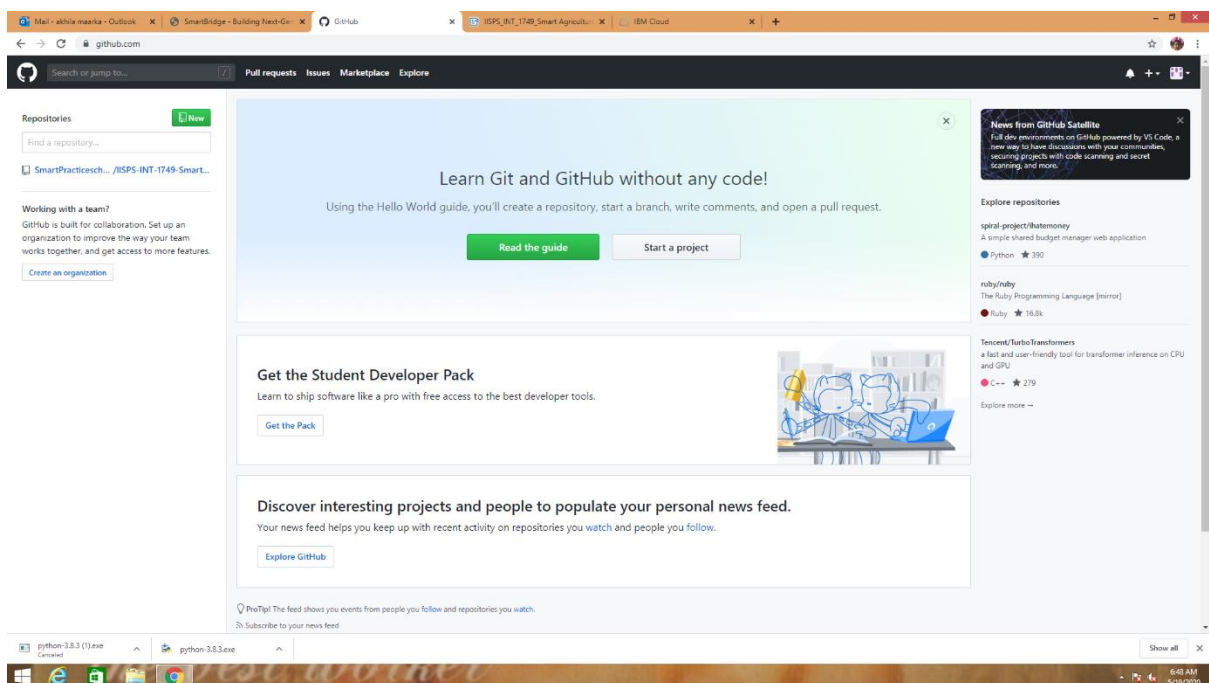 Mail - akhila maarka - Outlook
SmartBridge - Building Next-Ge
GitHub
IISPS_INT_1749_Smart Agricultur
IBM Cloud
github.com
Search or jump to...
/
Pull requests Issues Marketplace Explore
Repositories
New
Find a repository...
SmartPracticesch... /IISPS-INT-1749-Smart...
Working with a team?
GitHub is built for collaboration. Set up an
organization to improve the way your team
works together, and get access to more features.
Create an organization
Learn Git and GitHub without any code!
Using the Hello World guide, you'll create a repository, start a branch, write comments, and open a pull request.
Read the guide
Start a project
Get the Student Developer Pack
Learn to ship software like a pro with free access to the best developer tools.
Get the Pack
Discover interesting projects and people to populate your personal news feed.
Your news feed helps you keep up with recent activity on repositories you watch and people you follow.
Explore GitHub
ProTip! The feed shows you events from people you follow and repositories you watch.
Subscribe to your news feed
News from GitHub Satellite
Full dev environments on GitHub powered by VS Code, a
new way to have discussions with your communities,
securing projects with code scanning and secret
scanning, and more.
Explore repositories
spiral-project/ihatemoney
A simple shared budget manager web application
Python 390
ruby/ruby
The Ruby Programming Language [mirror]
Ruby 16.8k
Tencent/TurboTransformers
a fast and user-friendly tool for transformer inference on CPU
and GPU
C++ 279
Explore more →
python-3.8.3 (1).exe
Canceled
python-3.8.3.exe
Show all
6:48 AM
5/18/2020